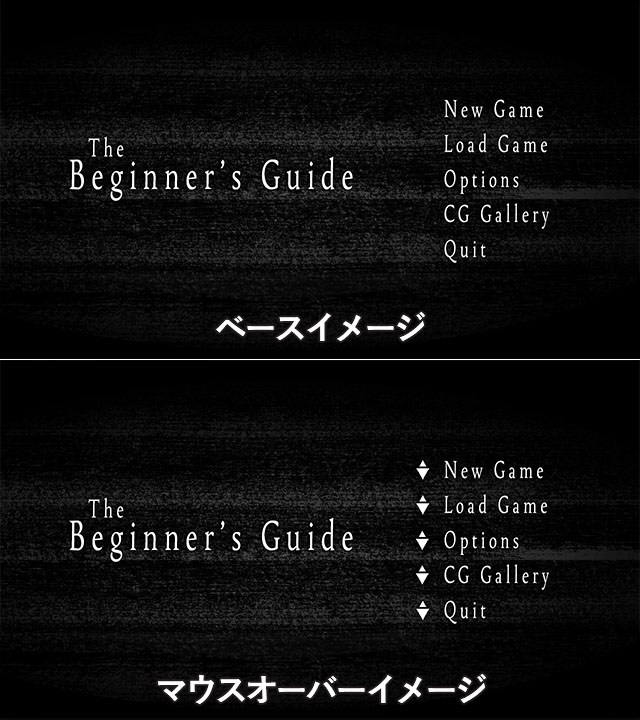 The
Beginner's Guide
New Game
Load Game
Options
CG Gallery
Quit
ベースイメージ
The
Beginner's Guide
New Game
Load Game
Options
CG Gallery
Quit
マウスオーバーイメージ